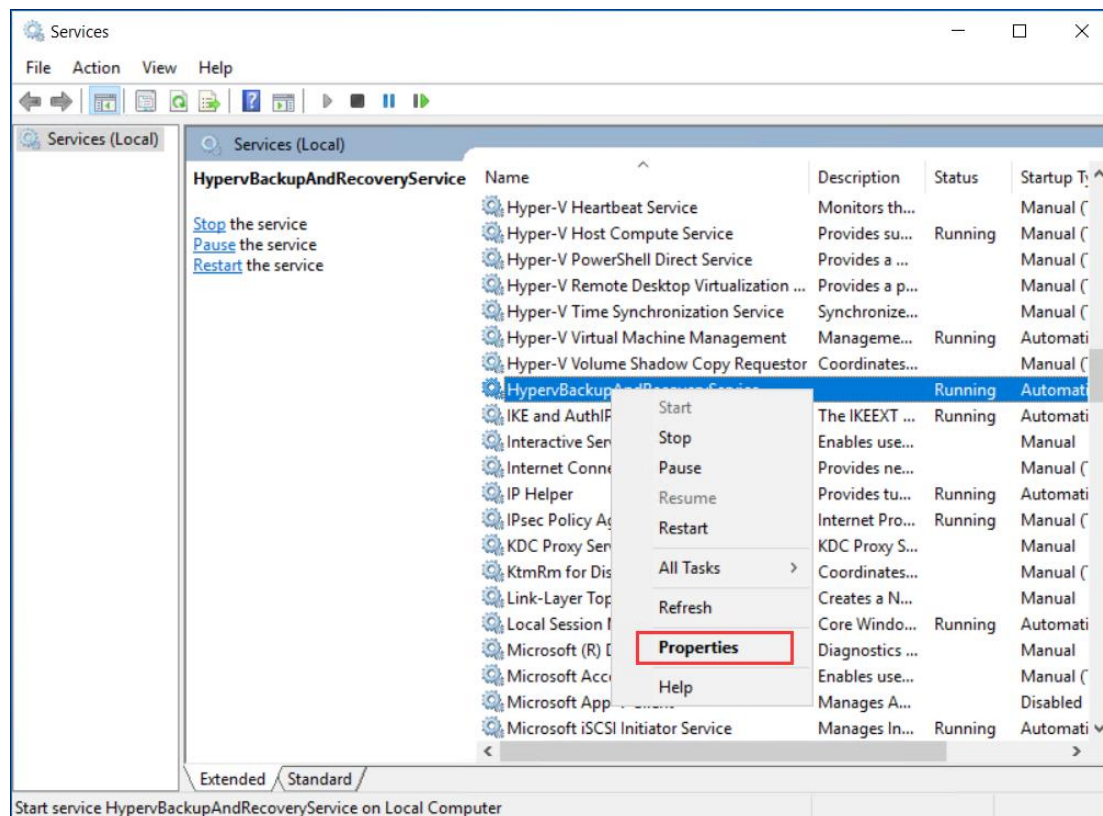 Services
File Action View Help
Services (Local)
Services (Local)
HypervBackupAndRecoveryService
Stop the service
Pause the service
Restart the service
Name Description Status Startup Ty
Hyper-V Heartbeat Service Monitors th... Manual (
Hyper-V Host Compute Service Provides su... Running Manual (
Hyper-V PowerShell Direct Service Provides a ... Manual (
Hyper-V Remote Desktop Virtualization ... Provides a p... Manual (
Hyper-V Time Synchronization Service Synchronize... Manual (
Hyper-V Virtual Machine Management Manageme... Running Automati
Hyper-V Volume Shadow Copy Requestor Coordinates... Manual (
HypervBackupAndRecoveryService Running Automati
IKE and AuthIP The IKEEXT ... Running Automati
Interactive Ser Enables use... Manual
Internet Conne Provides ne... Manual (
IP Helper Provides tu... Running Automati
IPsec Policy Ag Internet Pro... Running Manual (
KDC Proxy Ser KDC Proxy S... Manual
KtmRm for Dis Coordinates... Manual (
Link-Layer Top Creates a N... Manual
Local Session Core Windo... Running Automati
Microsoft (R) Diagnostics ... Manual
Microsoft Acc Enables use... Manual (
Microsoft App Manages A... Disabled
Microsoft iSCSI Initiator Service Manages In... Running Automati
Start
Stop
Pause
Resume
Restart
All Tasks
Refresh
Properties
Help
Extended Standard
Start service HypervBackupAndRecoveryService on Local Computer